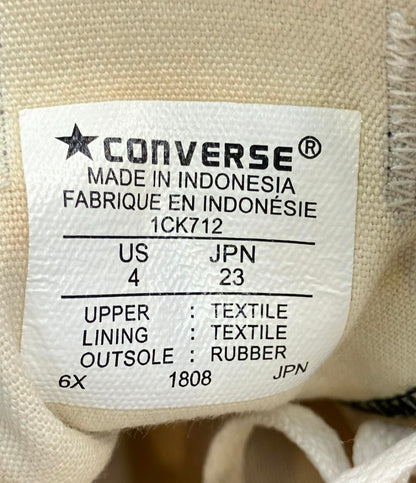 ★CONVERSE®
MADE IN INDONESIA
FABRIQUE EN INDONÉSIE
1CK712
US JPN
4 23
UPPER : TEXTILE
LINING : TEXTILE
OUTSOLE : RUBBER
6X 1808 JPN